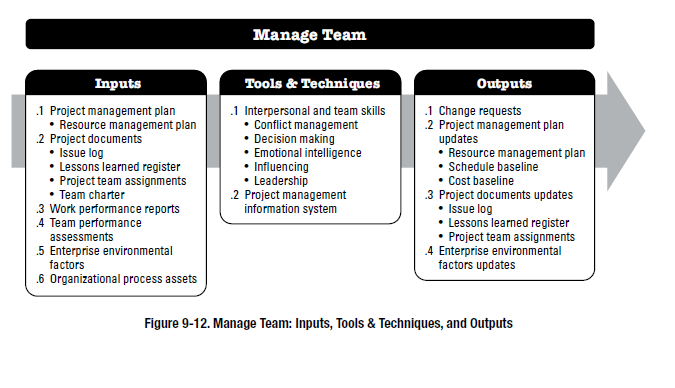 Manage Team
Inputs
.1 Project management plan
• Resource management plan
.2 Project documents
• Issue log
• Lessons learned register
• Project team assignments
• Team charter
.3 Work performance reports
.4 Team performance
assessments
.5 Enterprise environmental
factors
.6 Organizational process assets
Tools & Techniques
.1 Interpersonal and team skills
• Conflict management
• Decision making
• Emotional intelligence
• Influencing
• Leadership
.2 Project management
information system
Outputs
.1 Change requests
.2 Project management plan
updates
• Resource management plan
• Schedule baseline
• Cost baseline
.3 Project documents updates
• Issue log
• Lessons learned register
• Project team assignments
.4 Enterprise environmental
factors updates
Figure 9-12. Manage Team: Inputs, Tools & Techniques, and Outputs